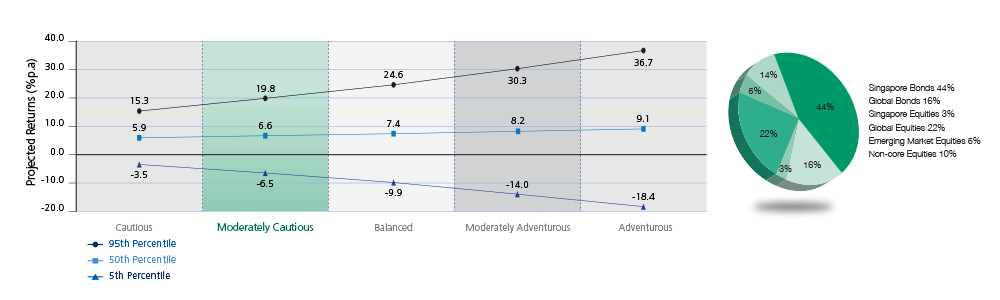 40.0
30.0
20.0
10.0
0.0
-10.0
-20.0
Projected Returns (%p.a)
15.3
19.8
24.6
30.3
36.7
5.9
6.6
7.4
8.2
9.1
-3.5
-6.5
-9.9
-14.0
-18.4
Cautious
Moderately Cautious
Balanced
Moderately Adventurous
Adventurous
95th Percentile
50th Percentile
5th Percentile
14%
6%
44%
22%
3%
16%
Singapore Bonds 44%
Global Bonds 16%
Singapore Equities 3%
Global Equities 22%
Emerging Market Equities 6%
Non-core Equities 10%